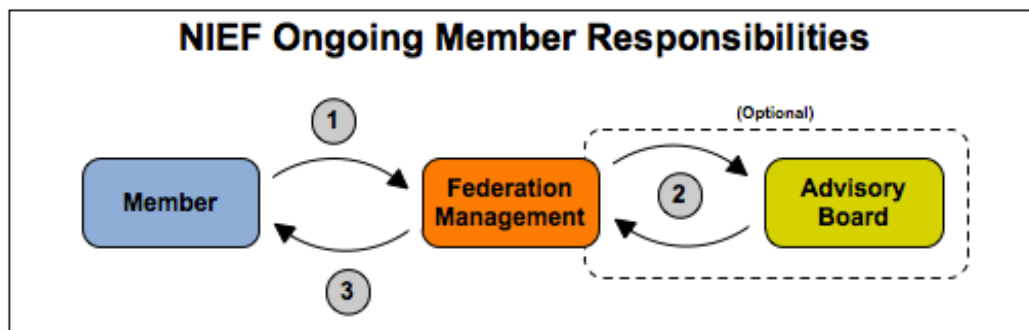 NIEF Ongoing Member Responsibilities
1
(Optional)
Member
Federation
Management
2
Advisory
Board
3